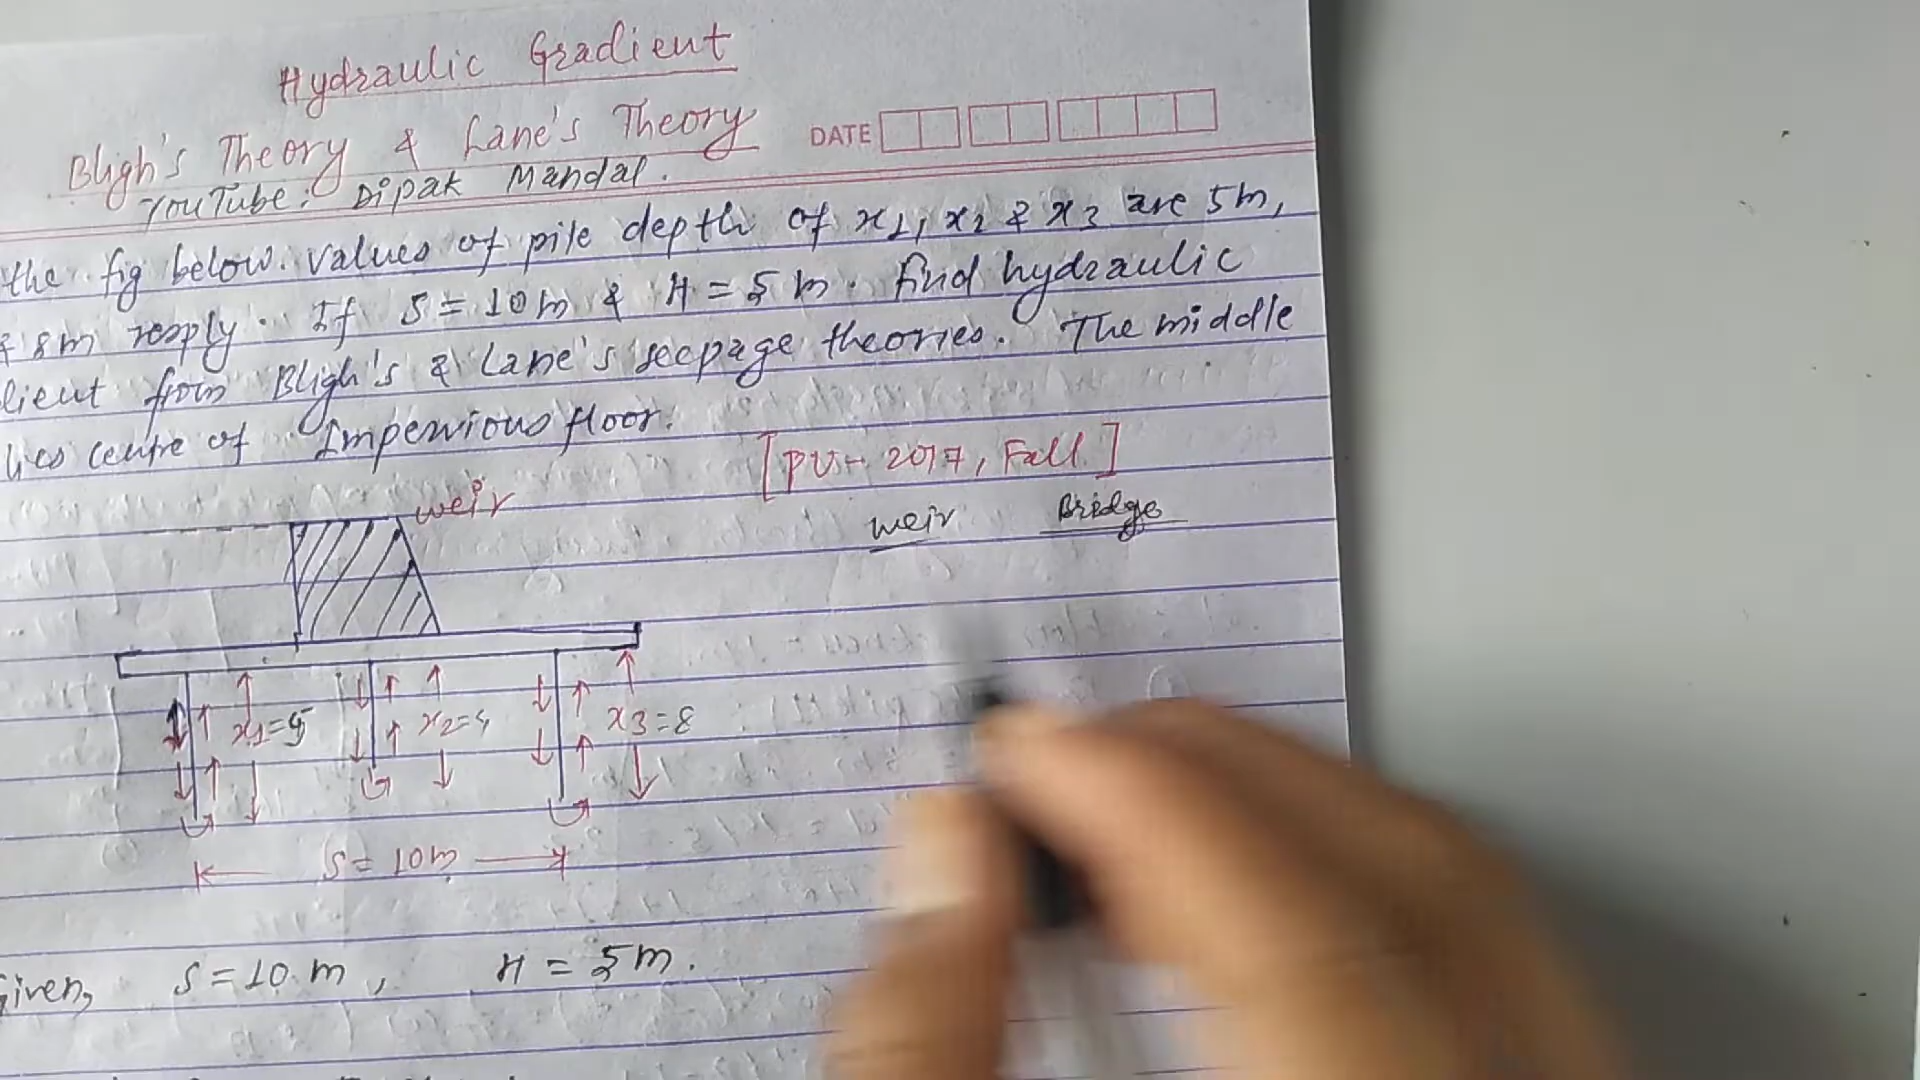 Hydraulic Gradient
Bligh's Theory & Lane's Theory
DATE
YouTube: Dipak Mandal.
the fig below. values of pile depth of x1, x2 & x3 are 5m,
& 8m resply. If S = 10m & H = 5m. find hydraulic
dient from Bligh's & Lane's seepage theories. The middle
lies centre of Impervious floor.
[PU- 2017, Fall]
weir
weir Bridge
x1=5
x2=4
x3=8
S= 10m
Given, S=10 m, H = 5m.